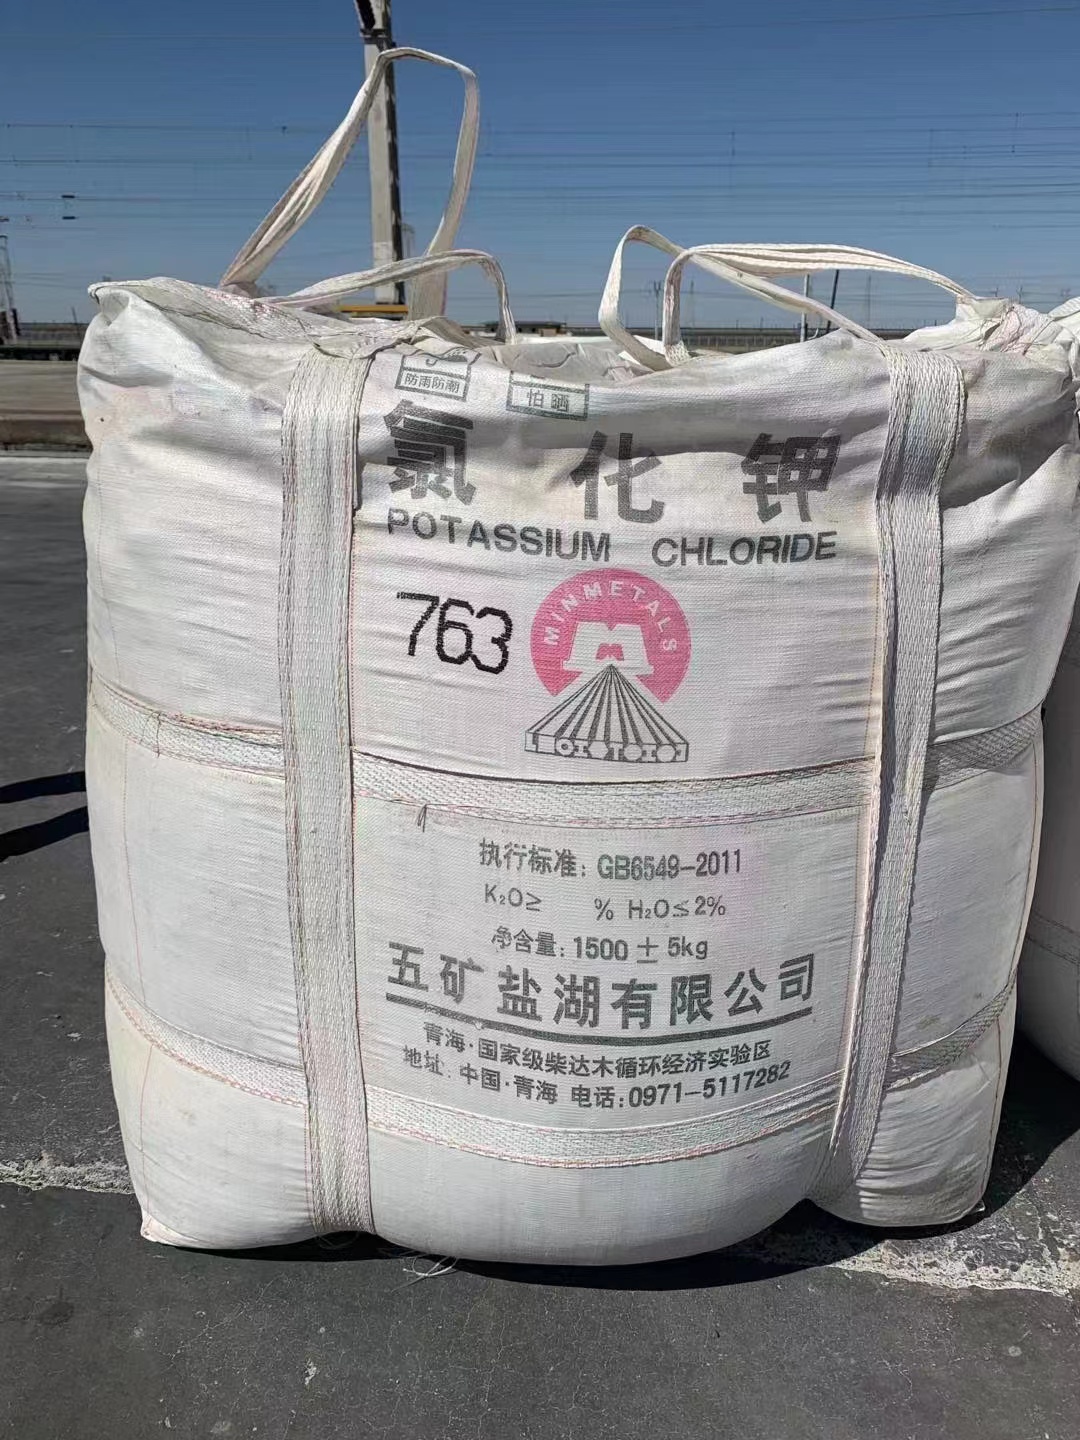 防雨防潮
怕晒
氯化钾
POTASSIUM CHLORIDE
763
MINMETALS
执行标准: GB6549-2011
K₂O≥ % H₂O≤2%
净含量: 1500±5kg
五矿盐湖有限公司
青海·国家级柴达木循环经济实验区
地址: 中国·青海 电话:0971-5117282